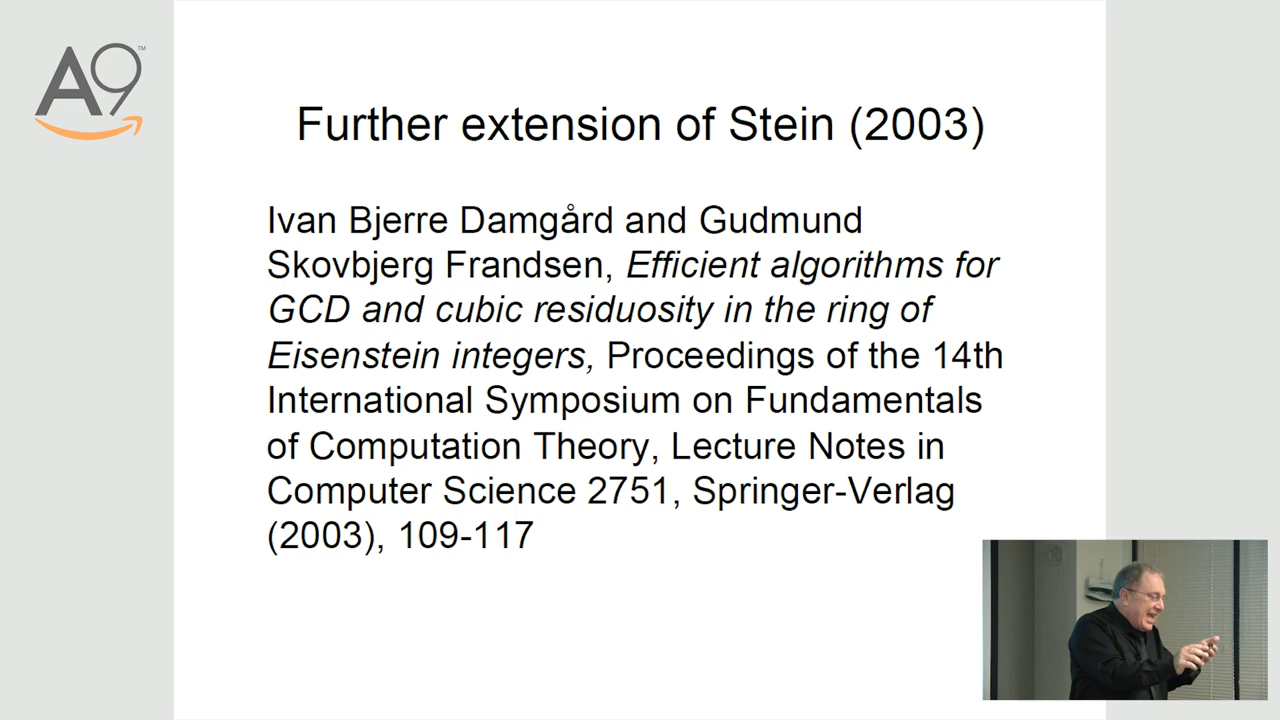 A9™
Further extension of Stein (2003)
Ivan Bjerre Damgård and Gudmund
Skovbjerg Frandsen, Efficient algorithms for
GCD and cubic residuosity in the ring of
Eisenstein integers, Proceedings of the 14th
International Symposium on Fundamentals
of Computation Theory, Lecture Notes in
Computer Science 2751, Springer-Verlag
(2003), 109-117